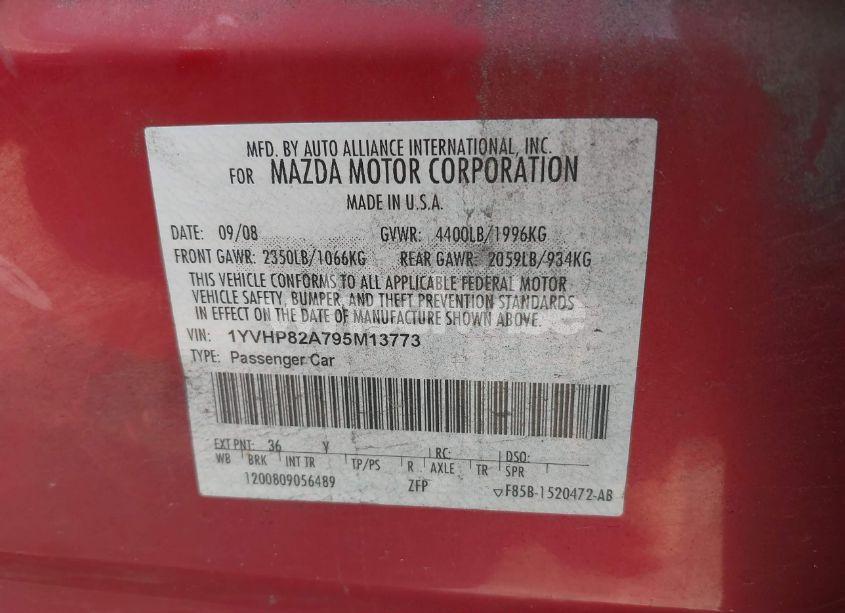 MFD. BY AUTO ALLIANCE INTERNATIONAL, INC.
FOR MAZDA MOTOR CORPORATION
MADE IN U.S.A.
DATE: 09/08 GVWR: 4400LB/1996KG
FRONT GAWR: 2350LB/1066KG REAR GAWR: 2059LB/934KG
THIS VEHICLE CONFORMS TO ALL APPLICABLE FEDERAL MOTOR
VEHICLE SAFETY, BUMPER, AND THEFT PREVENTION STANDARDS
IN EFFECT ON THE DATE OF MANUFACTURE SHOWN ABOVE.
VIN: 1YVHP82A795M13773
TYPE: Passenger Car
EXT PNT: 36 Y RC: DSO:
WB BRK INT TR TP/PS R AXLE TR SPR
1200809056489 ZFP ▽F85B-1520472-AB